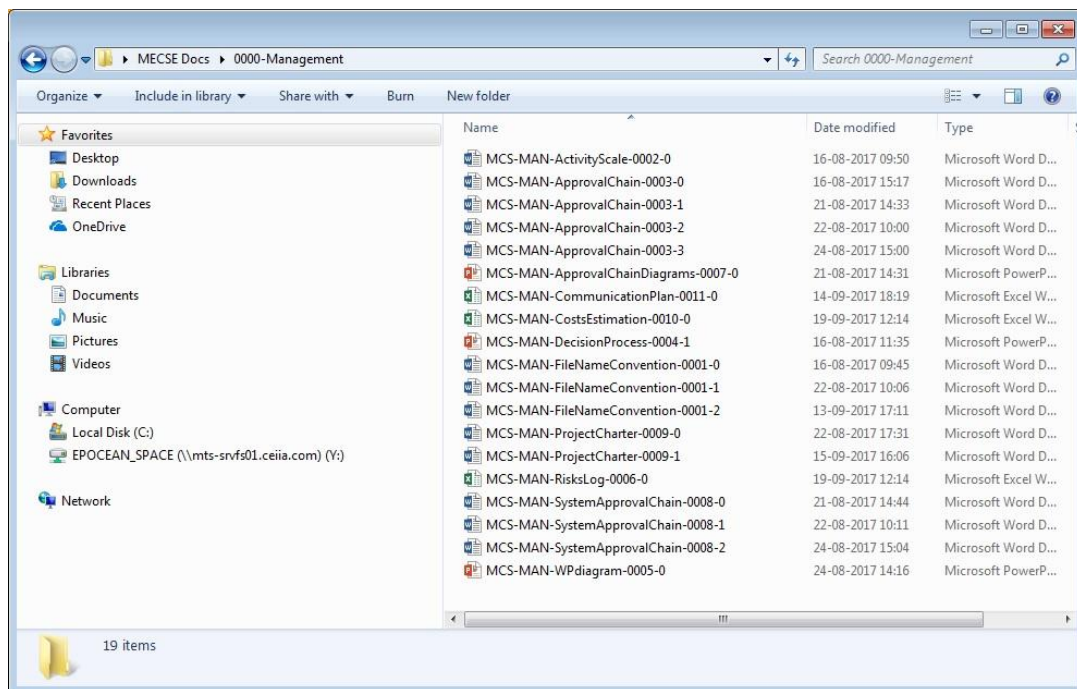 MECSE Docs 0000-Management
Search 0000-Management
Organize Include in library Share with Burn New folder
Favorites
Desktop
Downloads
Recent Places
OneDrive
Libraries
Documents
Music
Pictures
Videos
Computer
Local Disk (C:)
EPOCEAN_SPACE (\\mts-srvfs01.ceiia.com) (Y:)
Network
Name Date modified Type
MCS-MAN-ActivityScale-0002-0 16-08-2017 09:50 Microsoft Word D...
MCS-MAN-ApprovalChain-0003-0 16-08-2017 15:17 Microsoft Word D...
MCS-MAN-ApprovalChain-0003-1 21-08-2017 14:33 Microsoft Word D...
MCS-MAN-ApprovalChain-0003-2 22-08-2017 10:00 Microsoft Word D...
MCS-MAN-ApprovalChain-0003-3 24-08-2017 15:00 Microsoft Word D...
MCS-MAN-ApprovalChainDiagrams-0007-0 21-08-2017 14:31 Microsoft PowerP...
MCS-MAN-CommunicationPlan-0011-0 14-09-2017 18:19 Microsoft Excel W...
MCS-MAN-CostsEstimation-0010-0 19-09-2017 12:14 Microsoft Excel W...
MCS-MAN-DecisionProcess-0004-1 16-08-2017 11:35 Microsoft PowerP...
MCS-MAN-FileNameConvention-0001-0 16-08-2017 09:45 Microsoft Word D...
MCS-MAN-FileNameConvention-0001-1 22-08-2017 10:06 Microsoft Word D...
MCS-MAN-FileNameConvention-0001-2 13-09-2017 17:11 Microsoft Word D...
MCS-MAN-ProjectCharter-0009-0 22-08-2017 17:31 Microsoft Word D...
MCS-MAN-ProjectCharter-0009-1 15-09-2017 16:06 Microsoft Word D...
MCS-MAN-RisksLog-0006-0 19-09-2017 12:14 Microsoft Excel W...
MCS-MAN-SystemApprovalChain-0008-0 21-08-2017 14:44 Microsoft Word D...
MCS-MAN-SystemApprovalChain-0008-1 22-08-2017 10:11 Microsoft Word D...
MCS-MAN-SystemApprovalChain-0008-2 24-08-2017 15:04 Microsoft Word D...
MCS-MAN-WPdiagram-0005-0 24-08-2017 14:16 Microsoft PowerP...
19 items